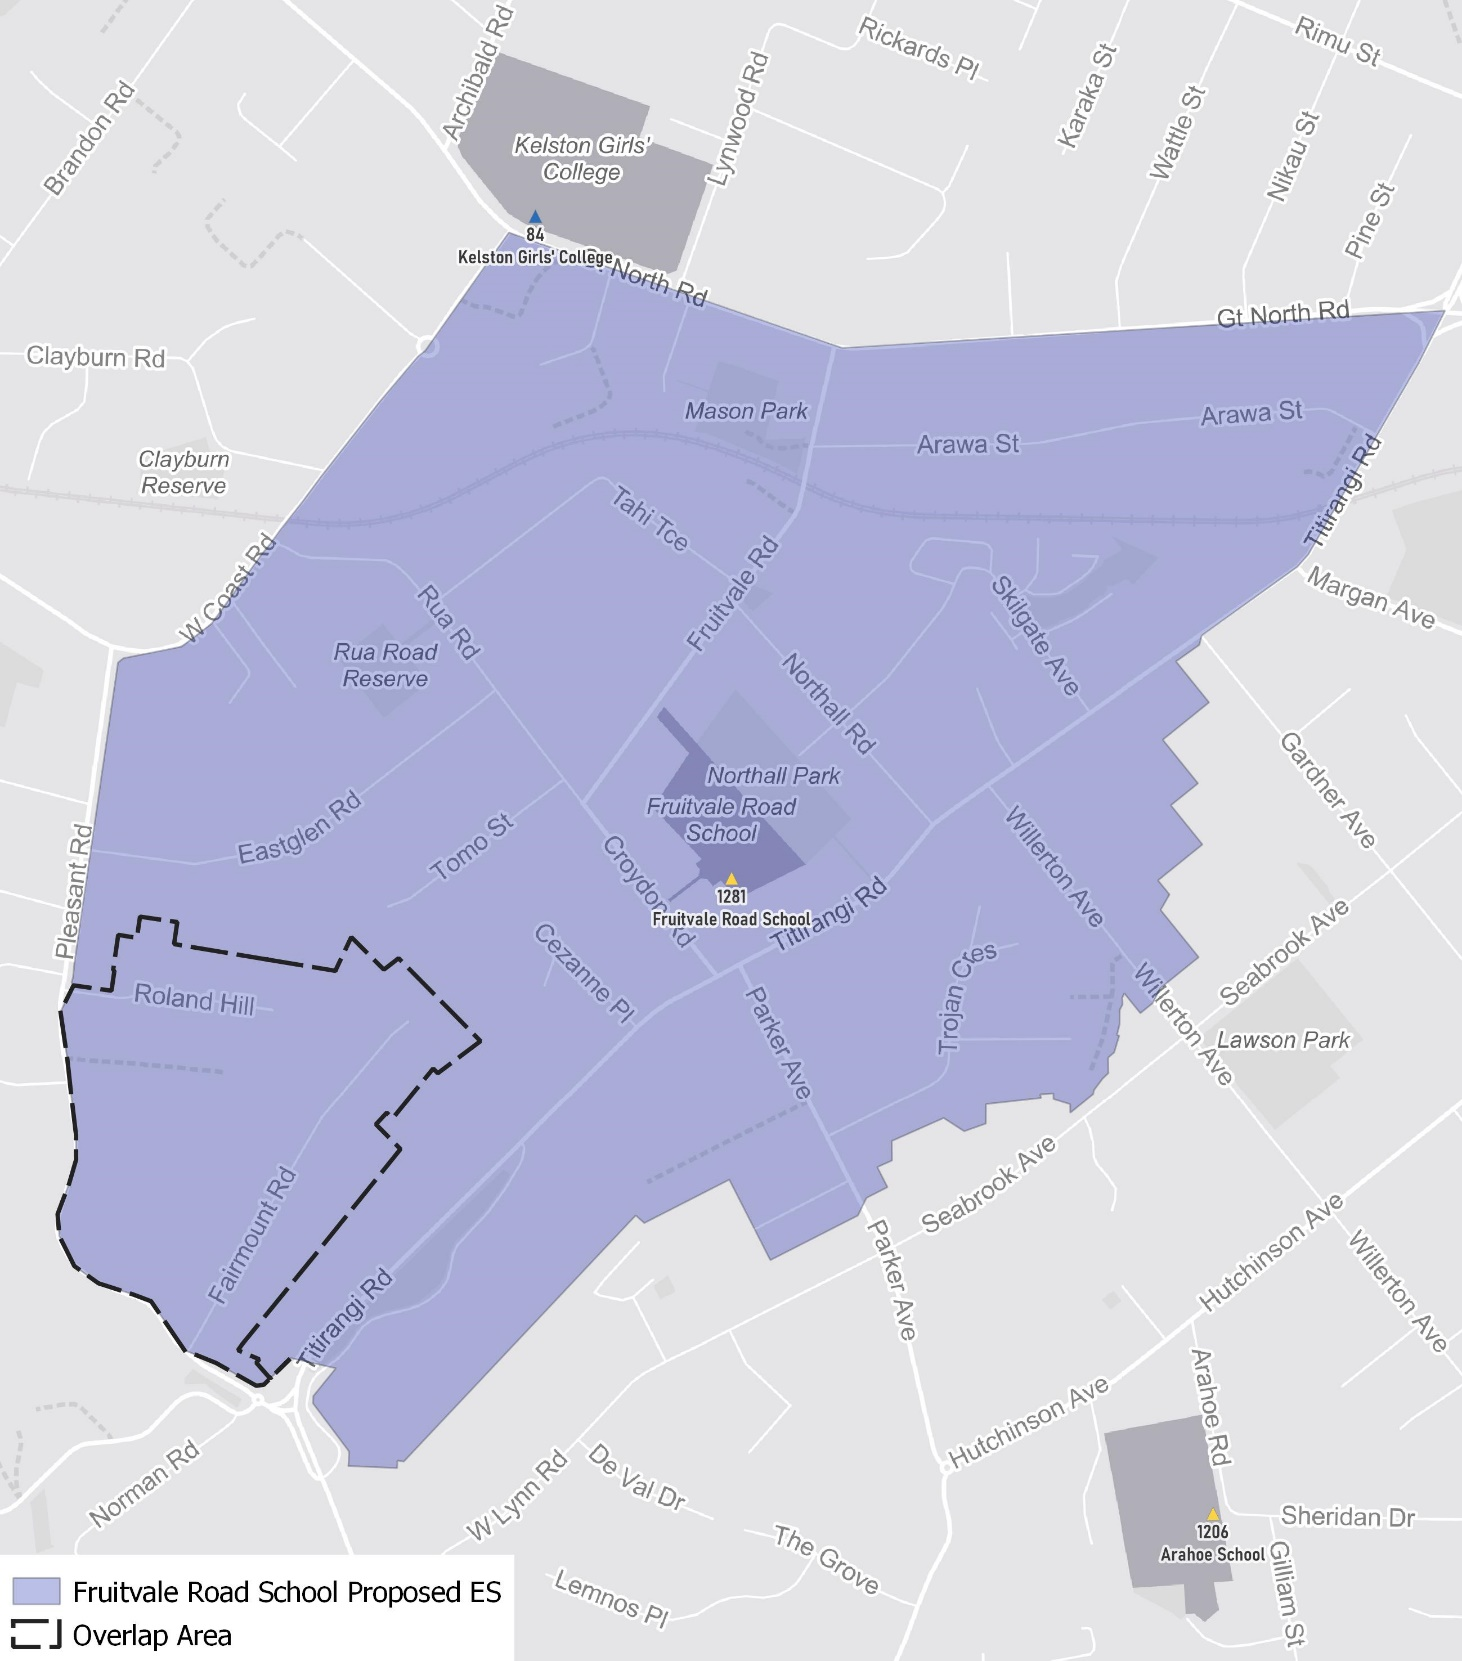 Archibald Rd
Rickards Pl
Rimu St
Karaka St
Wattle St
Nikau St
Pine St
Brandon Rd
Lynwood Rd
Kelston Girls'
College
84
Kelston Girls' College
Gt North Rd
Gt North Rd
Clayburn Rd
Clayburn
Reserve
Mason Park
Arawa St
Arawa St
Titirangi Rd
Margan Ave
Tahi Tce
W Coast Rd
Rua Rd
Fruitvale Rd
Skilgate Ave
Rua Road
Reserve
Northall Rd
Gardner Ave
Northall Park
Fruitvale Road
School
1281
Fruitvale Road School
Eastglen Rd
Tomo St
Croydon Rd
Titirangi Rd
Willerton Ave
Pleasant Rd
Cezanne Pl
Trojan Cres
Seabrook Ave
Roland Hill
Parker Ave
Willerton Ave
Lawson Park
Fairmount Rd
Seabrook Ave
Titirangi Rd
Parker Ave
Hutchinson Ave
Willerton Ave
Hutchinson Ave
Arahoe Rd
Norman Rd
W Lynn Rd
De Val Dr
The Grove
Lemnos Pl
Sheridan Dr
1206
Arahoe School
Gilliam St
Fruitvale Road School Proposed ES
Overlap Area